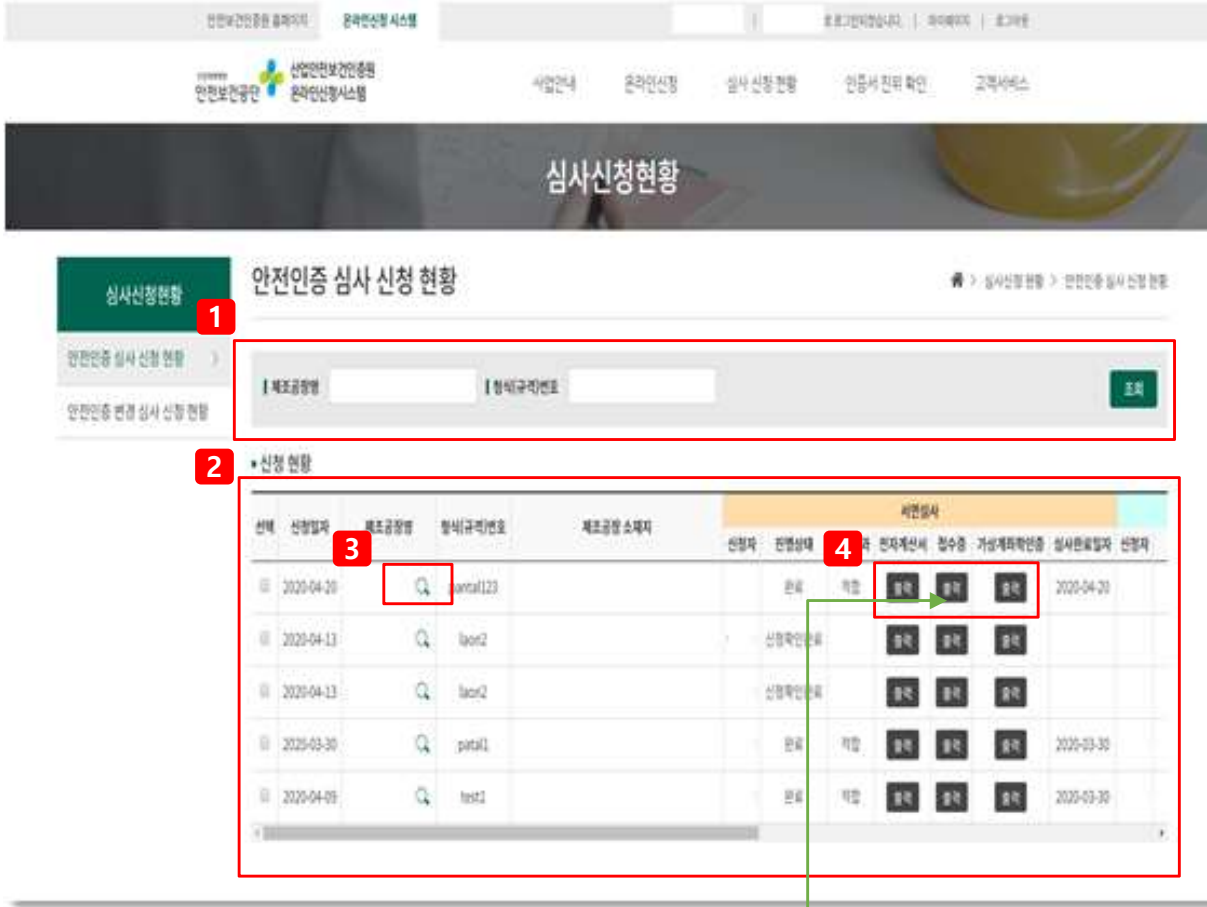 안전보건인증원 홈페이지 온라인신청 시스템 | 로 로그인되었습니다. | 마이페이지 | 로그아웃
안전보건공단 산업안전보건인증원 온라인신청시스템
사업안내 온라인신청 심사 신청 현황 인증서 진위 확인 고객서비스
심사신청현황
심사신청현황
안전인증 심사 신청 현황
안전인증 변경 심사 신청 현황
안전인증 심사 신청 현황
> 심사신청 현황 > 안전인증 심사 신청 현황
1
제조공장명 형식(규격)번호 조회
2
신청 현황
서면심사
선택 신청일자 제조공장명 형식(규격)번호 제조공장 소재지 신청자 진행상태 과 전자계산서 접수증 가상계좌확인증 심사완료일자 신청자
3
4
2020-04-20 pantal123 완료 적합 출력 출력 출력 2020-04-20
2020-04-13 laon2 신청확인완료 출력 출력 출력
2020-04-13 laon2 신청확인완료 출력 출력 출력
2020-03-30 patal1 완료 적합 출력 출력 출력 2020-03-30
2020-04-09 test1 완료 적합 출력 출력 출력 2020-03-30